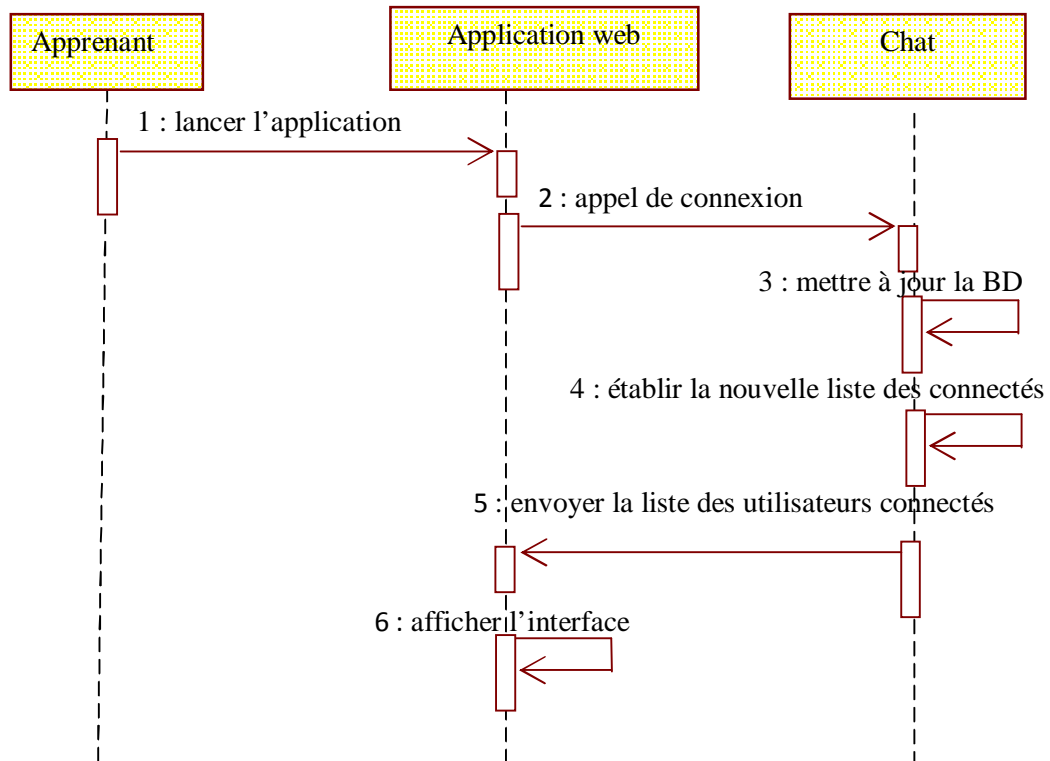 Apprenant
Application web
Chat
1 : lancer l’application
2 : appel de connexion
3 : mettre à jour la BD
4 : établir la nouvelle liste des connectés
5 : envoyer la liste des utilisateurs connectés
6 : afficher l’interface